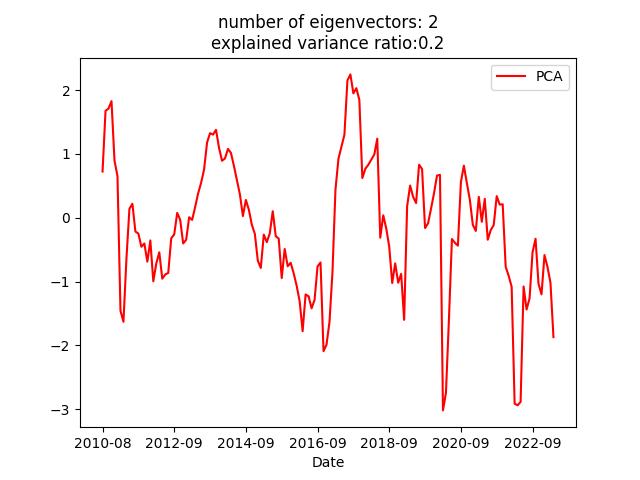 number of eigenvectors: 2
explained variance ratio:0.2
PCA
2
1
0
−1
−2
−3
2010-08 2012-09 2014-09 2016-09 2018-09 2020-09 2022-09
Date